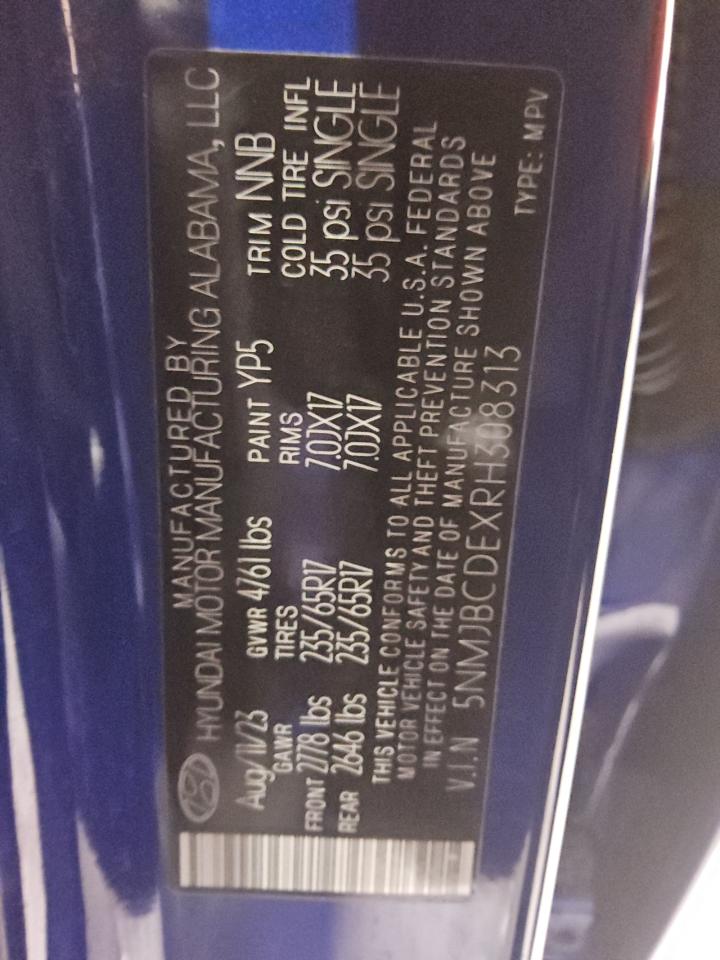 MANUFACTURED BY
HYUNDAI MOTOR MANUFACTURING ALABAMA, LLC
Aug/11/23 GVWR 4761 lbs PAINT YP5 TRIM NNB
GAWR TIRES RIMS COLD TIRE INFL
FRONT 2778 lbs 235/65R17 7.0JX17 35 psi SINGLE
REAR 2646 lbs 235/65R17 7.0JX17 35 psi SINGLE
THIS VEHICLE CONFORMS TO ALL APPLICABLE U.S.A. FEDERAL
MOTOR VEHICLE SAFETY AND THEFT PREVENTION STANDARDS
IN EFFECT ON THE DATE OF MANUFACTURE SHOWN ABOVE
V.I.N 5NMJBCDEXRH308313
TYPE: MPV